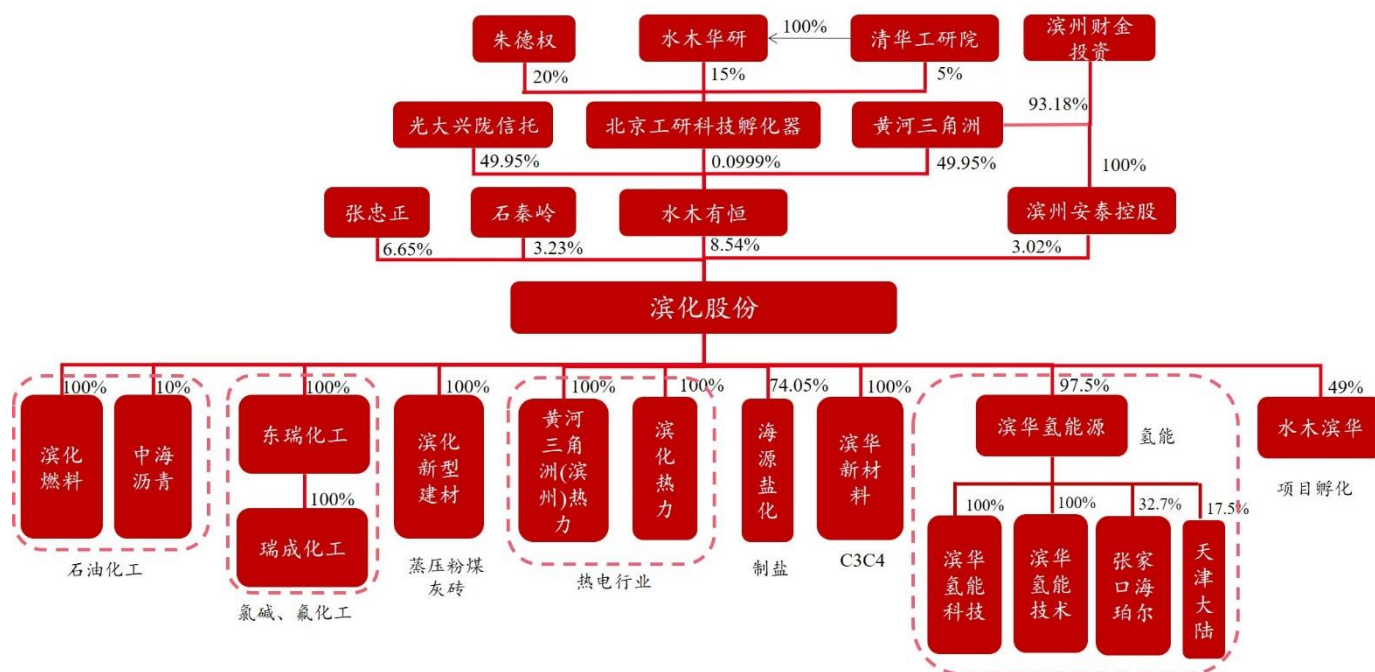 朱德权
水木华研
100%
清华工研院
滨州财金
投资
20%
15%
5%
93.18%
光大兴陇信托
北京工研科技孵化器
黄河三角洲
49.95%
0.0999%
49.95%
100%
张忠正
石秦岭
水木有恒
滨州安泰控股
6.65%
3.23%
8.54%
3.02%
滨化股份
100%
10%
100%
100%
100%
100%
74.05%
100%
97.5%
49%
滨化
燃料
中海
沥青
东瑞化工
100%
瑞成化工
滨化
新型
建材
黄河
三角
洲(滨
州)热
力
滨
化
热
力
海
源
盐
化
滨华
新材
料
滨华氢能源
氢能
水木滨华
项目孵化
100%
100%
32.7%
17.5%
滨华
氢能
科技
滨华
氢能
技术
张家
口海
珀尔
天
津
大
陆
石油化工
氯碱、氟化工
蒸压粉煤
灰砖
热电行业
制盐
C3C4